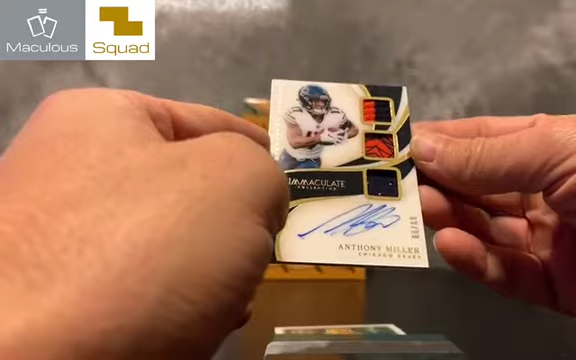 Maculous
Squad
IMMACULATE
COLLECTION
ANTHONY MILLER
CHICAGO BEARS